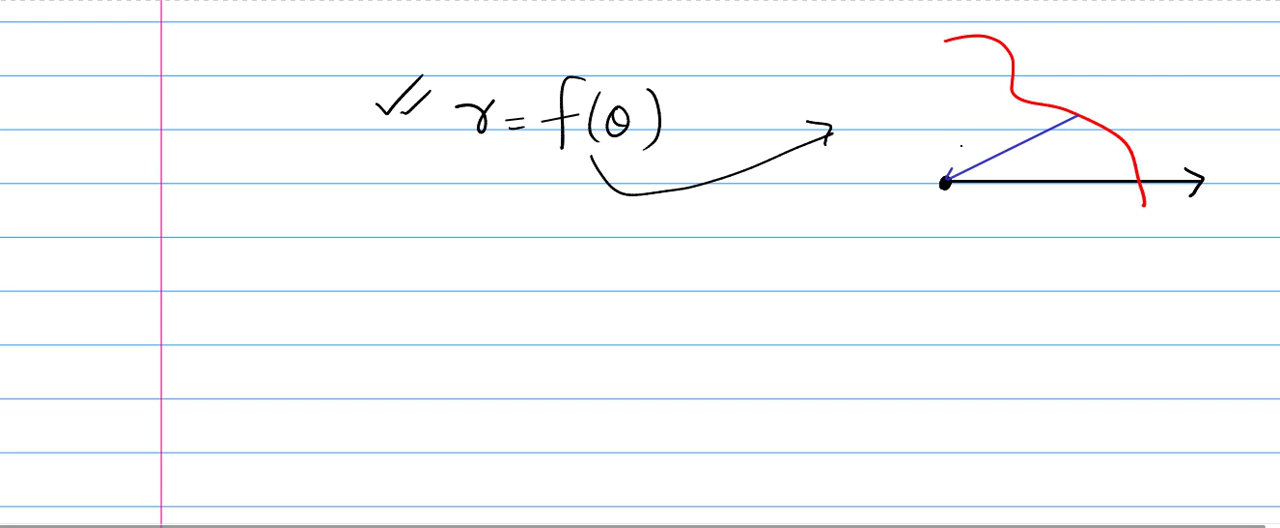 r = f(θ)